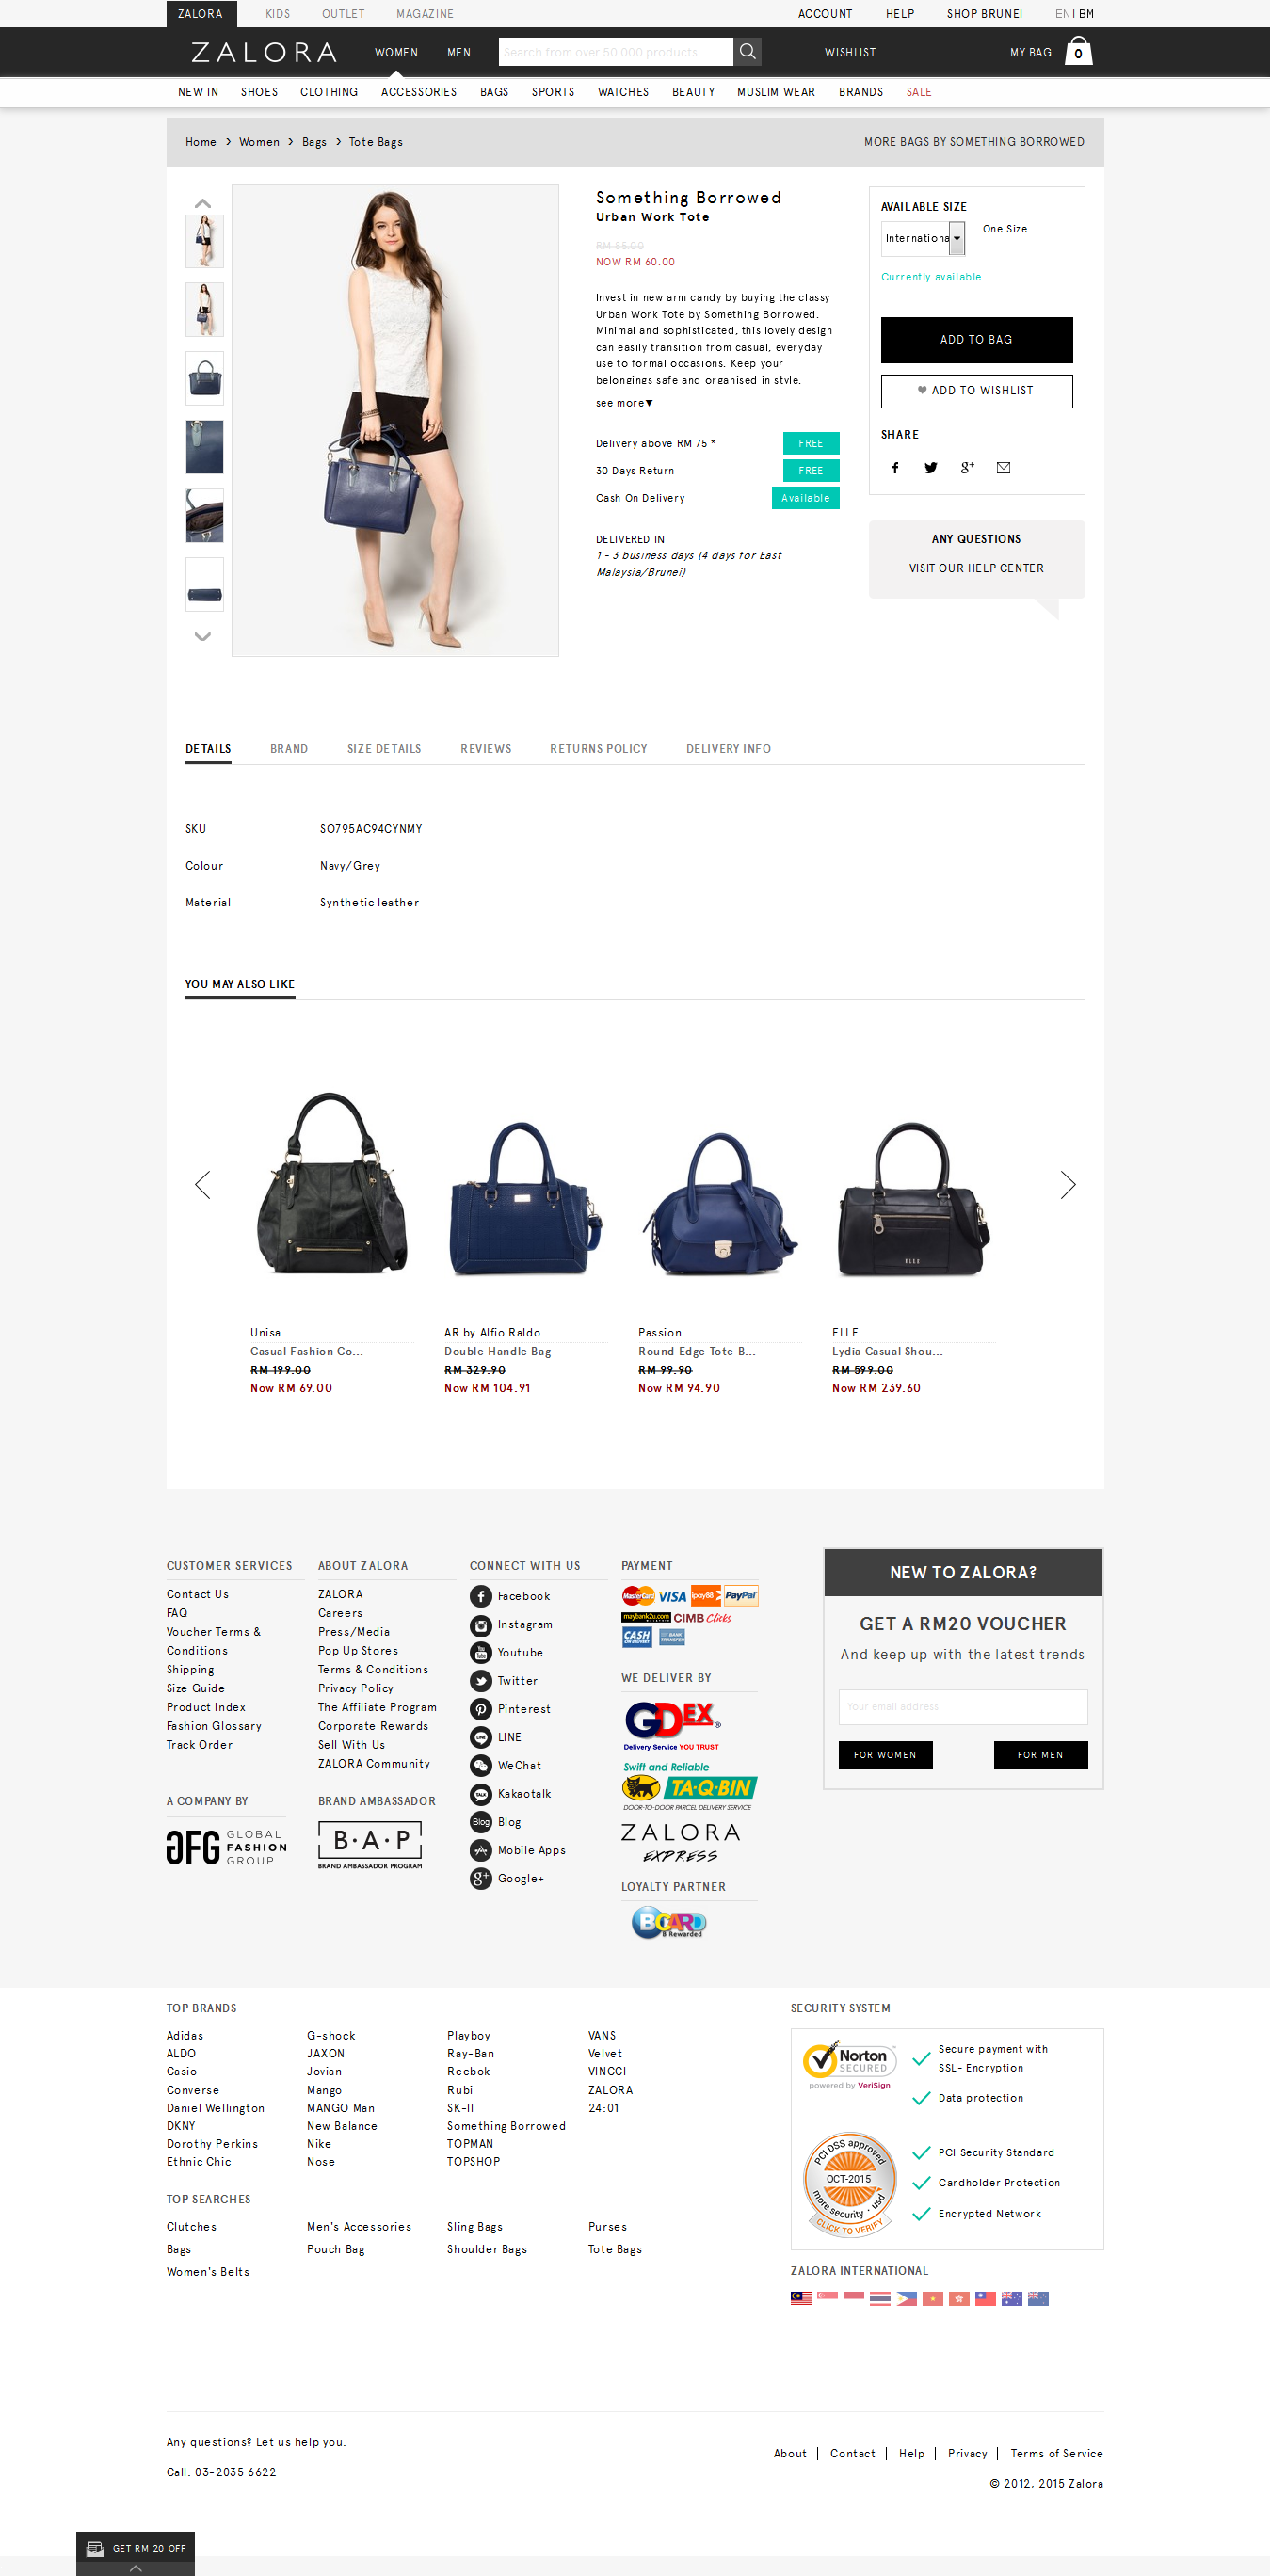 ZALORA KIDS OUTLET MAGAZINE ACCOUNT HELP SHOP BRUNEI EN | BM
ZALORA WOMEN MEN Search from over 50 000 products WISHLIST MY BAG 0
NEW IN SHOES CLOTHING ACCESSORIES BAGS SPORTS WATCHES BEAUTY MUSLIM WEAR BRANDS SALE
Home › Women › Bags › Tote Bags MORE BAGS BY SOMETHING BORROWED
Something Borrowed
Urban Work Tote
RM 85.00
NOW RM 60.00
Invest in new arm candy by buying the classy
Urban Work Tote by Something Borrowed.
Minimal and sophisticated, this lovely design
can easily transition from casual, everyday
use to formal occasions. Keep your
belongings safe and organised in style.
see more▼
Delivery above RM 75 * FREE
30 Days Return FREE
Cash On Delivery Available
DELIVERED IN
1 - 3 business days (4 days for East
Malaysia/Brunei)
AVAILABLE SIZE
Internationa One Size
Currently available
ADD TO BAG
ADD TO WISHLIST
SHARE
ANY QUESTIONS
VISIT OUR HELP CENTER
DETAILS BRAND SIZE DETAILS REVIEWS RETURNS POLICY DELIVERY INFO
SKU SO795AC94CYNMY
Colour Navy/Grey
Material Synthetic leather
YOU MAY ALSO LIKE
ELLE
Unisa
Casual Fashion Co...
RM 199.00
Now RM 69.00
AR by Alfio Raldo
Double Handle Bag
RM 329.90
Now RM 104.91
Passion
Round Edge Tote B...
RM 99.90
Now RM 94.90
ELLE
Lydia Casual Shou...
RM 599.00
Now RM 239.60
CUSTOMER SERVICES
Contact Us
FAQ
Voucher Terms &
Conditions
Shipping
Size Guide
Product Index
Fashion Glossary
Track Order
A COMPANY BY
GFG GLOBAL
FASHION
GROUP
ABOUT ZALORA
ZALORA
Careers
Press/Media
Pop Up Stores
Terms & Conditions
Privacy Policy
The Affiliate Program
Corporate Rewards
Sell With Us
ZALORA Community
BRAND AMBASSADOR
B·A·P
BRAND AMBASSADOR PROGRAM
CONNECT WITH US
Facebook
Instagram
You Tube Youtube
Twitter
Pinterest
LINE LINE
WeChat
TALK Kakaotalk
Blog Blog
Mobile Apps
g+ Google+
PAYMENT
MasterCard VISA ipay88 PayPal
maybank2u.com CIMB Clicks
CASH ON DELIVERY BANK TRANSFER
WE DELIVER BY
GDEX®
Delivery Service YOU TRUST
Swift and Reliable
TA-Q-BIN
DOOR-TO-DOOR PARCEL DELIVERY SERVICE
ZALORA
EXPRESS
LOYALTY PARTNER
BCARD
B Rewarded
NEW TO ZALORA?
GET A RM20 VOUCHER
And keep up with the latest trends
Your email address
FOR WOMEN FOR MEN
TOP BRANDS
Adidas G-shock Playboy VANS
ALDO JAXON Ray-Ban Velvet
Casio Jovian Reebok VINCCI
Converse Mango Rubi ZALORA
Daniel Wellington MANGO Man SK-II 24:01
DKNY New Balance Something Borrowed
Dorothy Perkins Nike TOPMAN
Ethnic Chic Nose TOPSHOP
TOP SEARCHES
Clutches Men's Accessories Sling Bags Purses
Bags Pouch Bag Shoulder Bags Tote Bags
Women's Belts
SECURITY SYSTEM
Norton
SECURED
powered by VeriSign
Secure payment with
SSL- Encryption
Data protection
PCI DSS approved
OCT-2015
more security - usd
CLICK TO VERIFY
PCI Security Standard
Cardholder Protection
Encrypted Network
ZALORA INTERNATIONAL
Any questions? Let us help you.
Call: 03-2035 6622
About | Contact | Help | Privacy | Terms of Service
© 2012, 2015 Zalora
GET RM 20 OFF